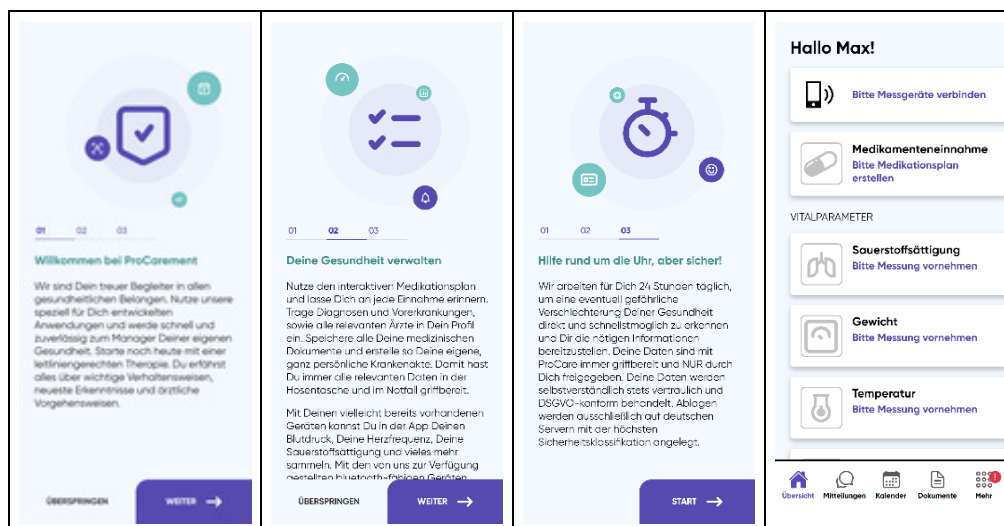 01 02 03
Willkommen bei ProCarement
Wir sind Dein treuer Begleiter in allen
gesundheitlichen Belangen. Nutze unsere
speziell für Dich entwickelten
Anwendungen und werde schnell und
zuverlässig zum Manager Deiner eigenen
Gesundheit. Starte noch heute mit einer
leitliniengerechten Therapie. Du erfährst
alles über wichtige Verhaltensweisen,
neueste Erkenntnisse und ärztliche
Vorgehensweisen.
ÜBERSPRINGEN
WEITER
01 02 03
Deine Gesundheit verwalten
Nutze den interaktiven Medikationsplan
und lasse Dich an jede Einnahme erinnern.
Trage Diagnosen und Vorerkrankungen,
sowie alle relevanten Ärzte in Dein Profil
ein. Speichere alle Deine medizinischen
Dokumente und erstelle so Deine eigene,
ganz persönliche Krankenakte. Damit hast
Du immer alle relevanten Daten in der
Hosentasche und im Notfall griffbereit.
Mit Deinen vielleicht bereits vorhandenen
Geräten kannst Du in der App Deinen
Blutdruck, Deine Herzfrequenz, Deine
Sauerstoffsättigung und vieles mehr
sammeln. Mit den von uns zur Verfügung
gestellten bluetooth-fähigen Geräten
ÜBERSPRINGEN
WEITER
01 02 03
Hilfe rund um die Uhr, aber sicher!
Wir arbeiten für Dich 24 Stunden täglich,
um eine eventuell gefährliche
Verschlechterung Deiner Gesundheit
direkt und schnellstmöglich zu erkennen
und Dir die nötigen Informationen
bereitzustellen. Deine Daten sind mit
ProCare immer griffbereit und NUR durch
Dich freigegeben. Deine Daten werden
selbstverständlich stets vertraulich und
DSGVO-konform behandelt. Ablagen
werden ausschließlich auf deutschen
Servern mit der höchsten
Sicherheitsklassifikation angelegt.
START
Hallo Max!
Bitte Messgeräte verbinden
Medikamenteneinnahme
Bitte Medikationsplan
erstellen
VITALPARAMETER
Sauerstoffsättigung
Bitte Messung vornehmen
Gewicht
Bitte Messung vornehmen
Temperatur
Bitte Messung vornehmen
Übersicht Mitteilungen Kalender Dokumente Mehr